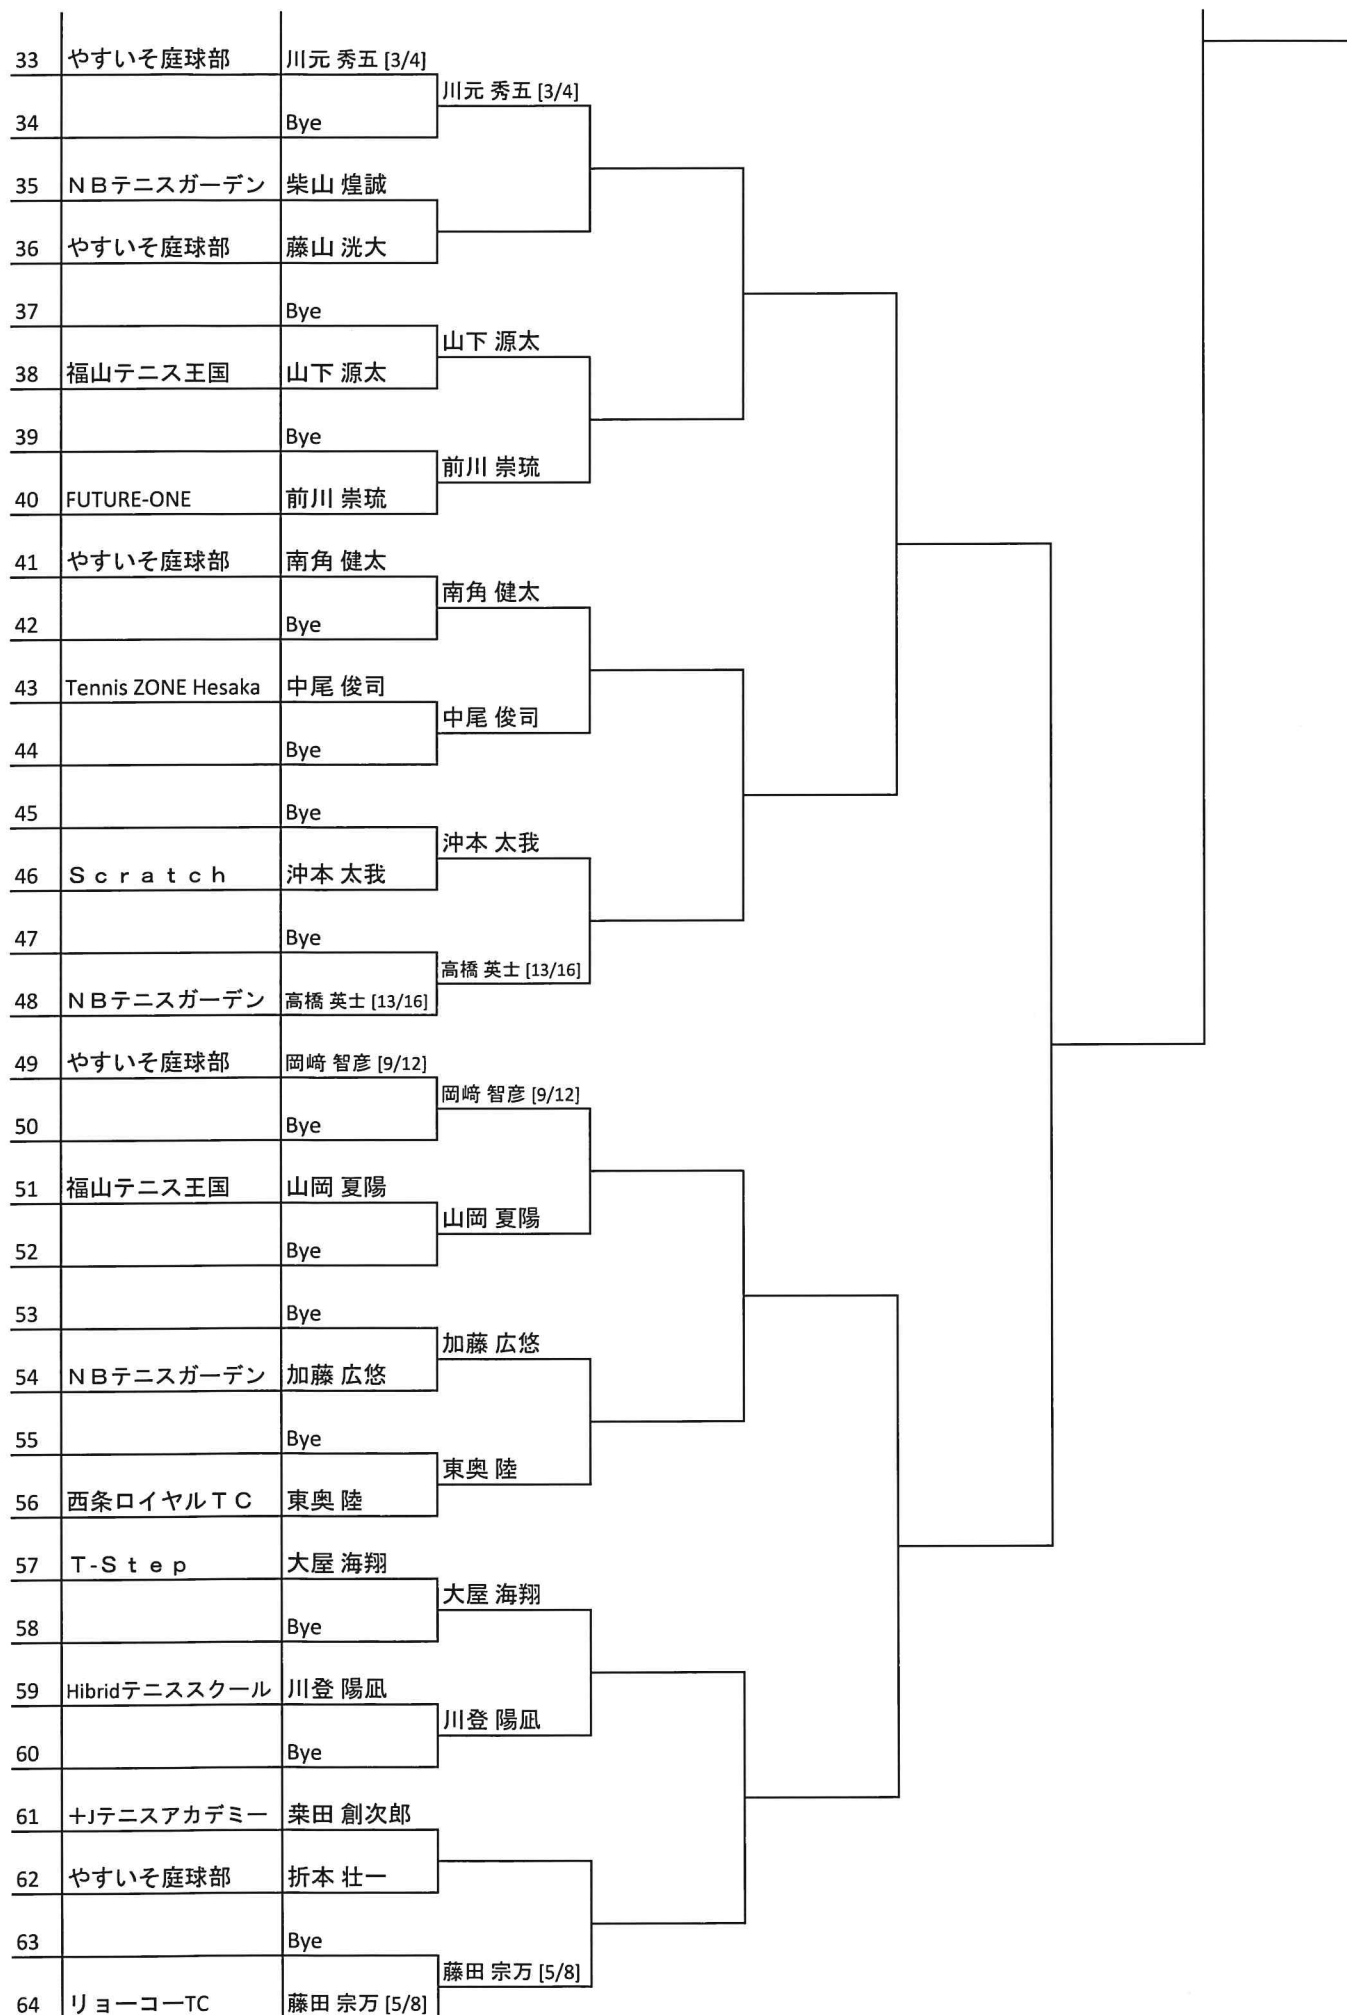 33 やすいそ庭球部 川元 秀五 [3/4]
川元 秀五 [3/4]
34 Bye
35 ＮＢテニスガーデン 柴山 煌誠
36 やすいそ庭球部 藤山 洸大
37 Bye
山下 源太
38 福山テニス王国 山下 源太
39 Bye
前川 崇琉
40 FUTURE-ONE 前川 崇琉
41 やすいそ庭球部 南角 健太
南角 健太
42 Bye
43 Tennis ZONE Hesaka 中尾 俊司
中尾 俊司
44 Bye
45 Bye
沖本 太我
46 Ｓｃｒａｔｃｈ 沖本 太我
47 Bye
高橋 英士 [13/16]
48 ＮＢテニスガーデン 高橋 英士 [13/16]
49 やすいそ庭球部 岡﨑 智彦 [9/12]
岡﨑 智彦 [9/12]
50 Bye
51 福山テニス王国 山岡 夏陽
山岡 夏陽
52 Bye
53 Bye
加藤 広悠
54 ＮＢテニスガーデン 加藤 広悠
55 Bye
東奥 陸
56 西条ロイヤルＴＣ 東奥 陸
57 Ｔ-Ｓｔｅｐ 大屋 海翔
大屋 海翔
58 Bye
59 Hibridテニススクール 川登 陽凪
川登 陽凪
60 Bye
61 ＋Jテニスアカデミー 桒田 創次郎
62 やすいそ庭球部 折本 壮一
63 Bye
藤田 宗万 [5/8]
64 リョーコーTC 藤田 宗万 [5/8]